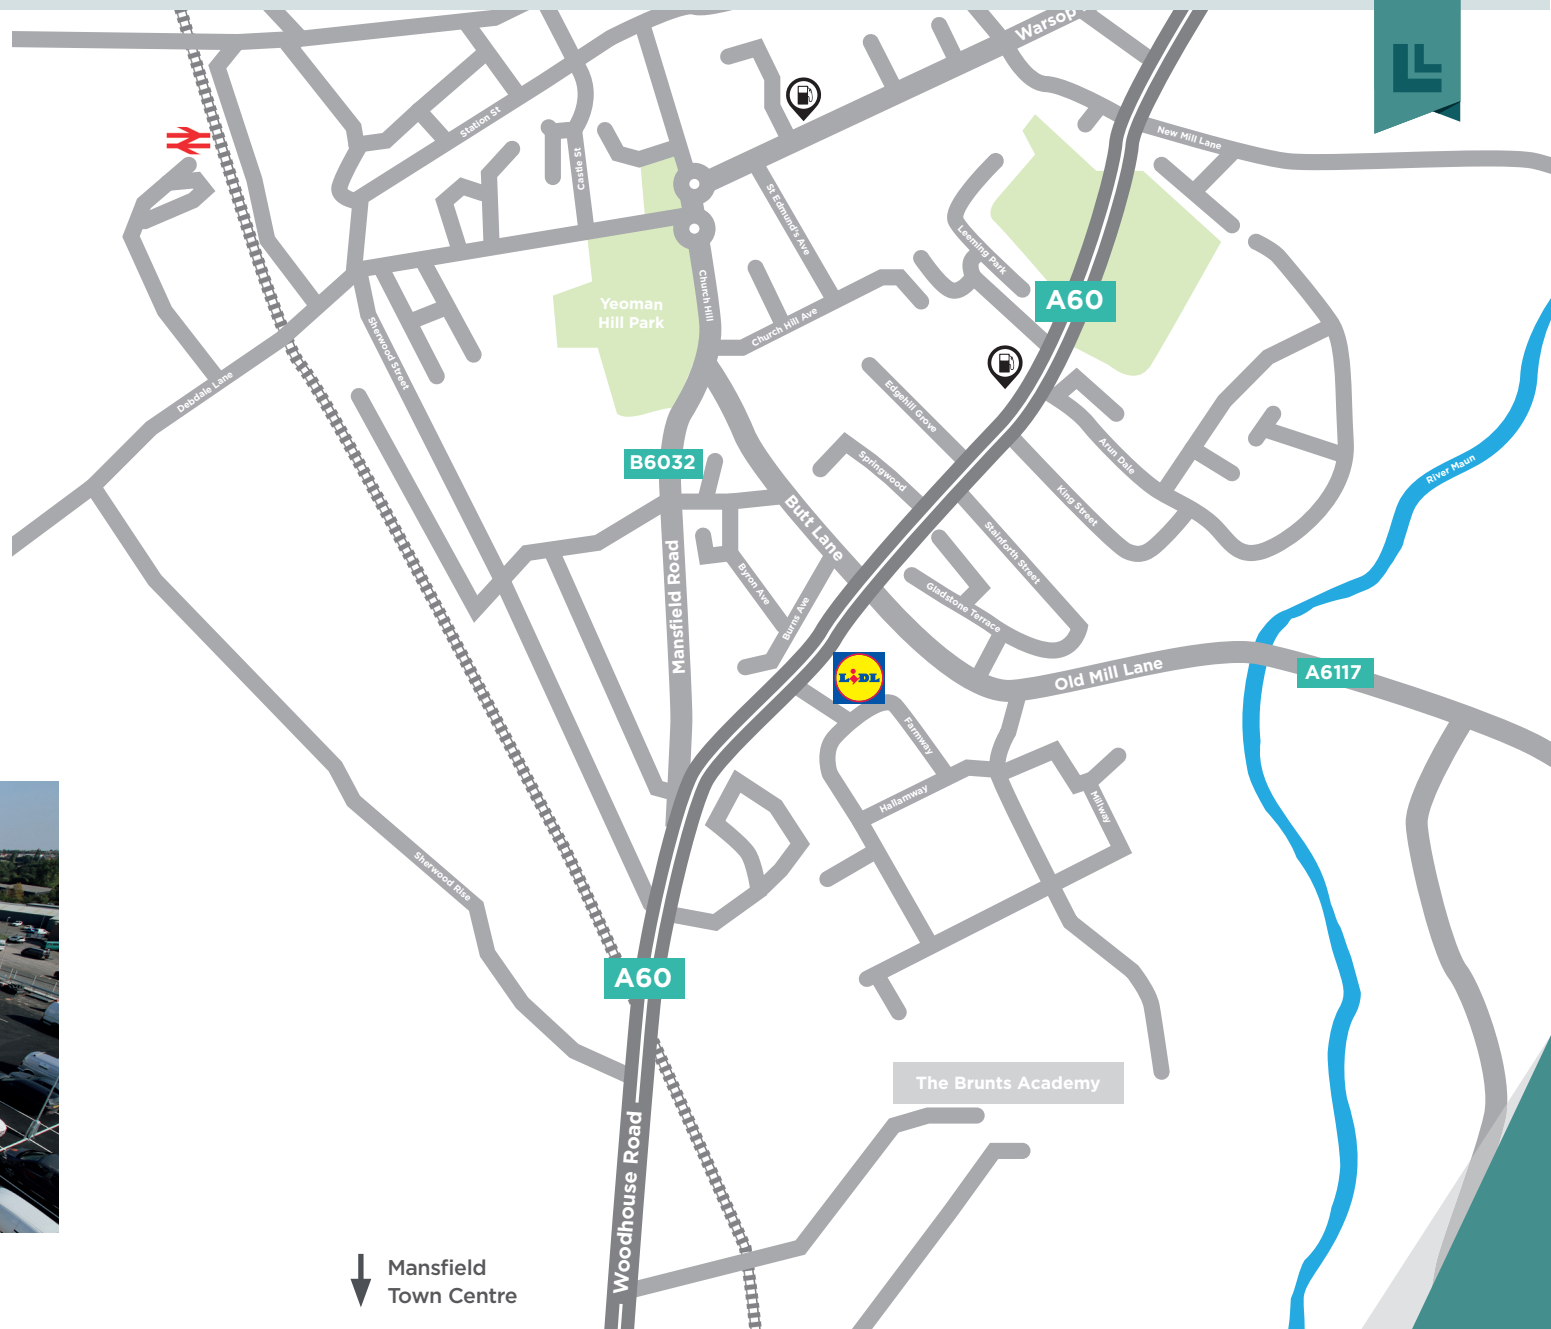 Warsop
New Mill Lane
Station St
Castle St
St Edmund's Ave
Leeming Park
Church Hill
A60
Yeoman
Hill Park
Church Hill Ave
Sherwood Street
Debdale Lane
Edgehill Grove
Arun Dale
B6032
Springwood
King Street
River Maun
Butt Lane
Stainforth Street
Mansfield Road
Byron Ave
Burns Ave
Gladstone Terrace
LIDL
Old Mill Lane
A6117
Farmway
Hallamway
Millway
Sherwood Rise
A60
The Brunts Academy
Woodhouse Road
Mansfield
Town Centre